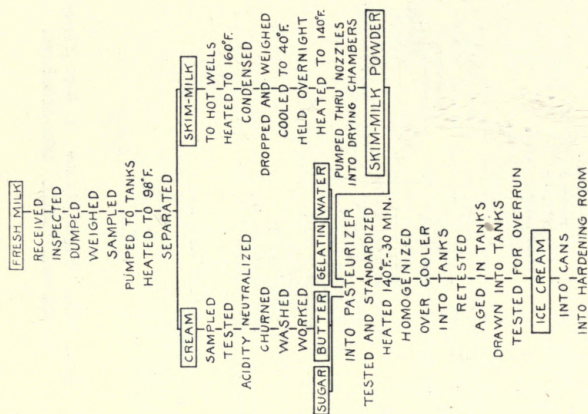 FRESH MILK
RECEIVED
INSPECTED
DUMPED
WEIGHED
SAMPLED
PUMPED TO TANKS
HEATED TO 98°F.
SEPARATED
CREAM
SAMPLED
TESTED
ACIDITY NEUTRALIZED
CHURNED
WASHED
WORKED
SKIM-MILK
TO HOT WELLS
HEATED TO 160°F.
CONDENSED
DROPPED AND WEIGHED
COOLED TO 40°F.
HELD OVERNIGHT
HEATED TO 140°F.
PUMPED THRU NOZZLES
INTO DRYING CHAMBERS
SUGAR BUTTER GELATIN WATER SKIM-MILK POWDER
INTO PASTEURIZER
TESTED AND STANDARDIZED
HEATED 140°F.-30 MIN.
HOMOGENIZED
OVER COOLER
INTO TANKS
RETESTED
AGED IN TANKS
DRAWN INTO TANKS
TESTED FOR OVERRUN
ICE CREAM
INTO CANS
INTO HARDENING ROOM